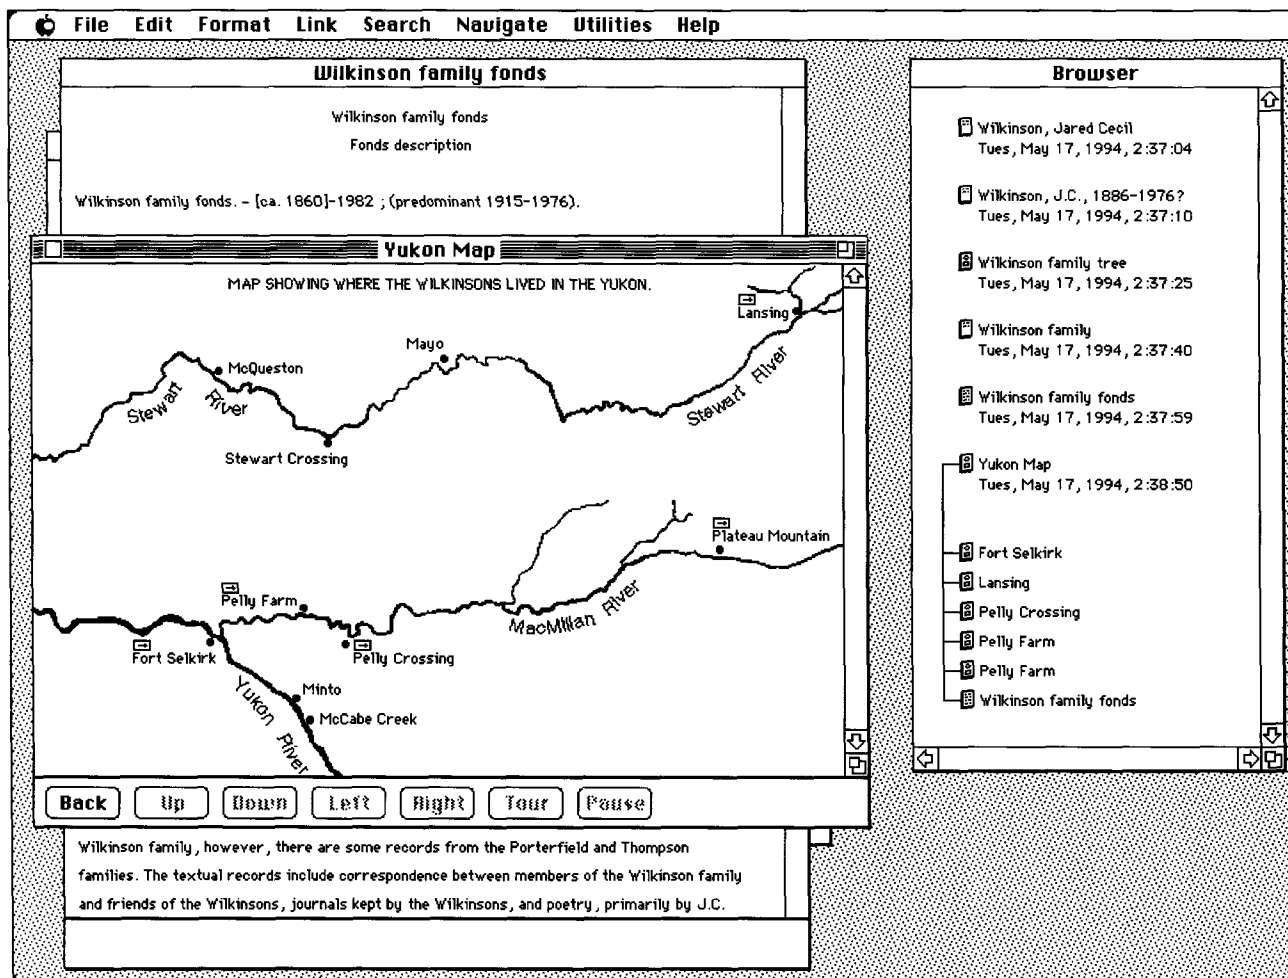 File Edit Format Link Search Navigate Utilities Help
Wilkinson family fonds
Wilkinson family fonds
Fonds description
Wilkinson family fonds. - [ca. 1860]-1982 ; (predominant 1915-1976).
Yukon Map
MAP SHOWING WHERE THE WILKINSONS LIVED IN THE YUKON.
Lansing
Mayo
McQueston
Stewart River
Stewart River
Stewart Crossing
Plateau Mountain
Pelly Farm
MacMillan River
Fort Selkirk
Pelly Crossing
Minto
McCabe Creek
Yukon River
Back Up Down Left Right Tour Pause
Wilkinson family, however, there are some records from the Porterfield and Thompson
families. The textual records include correspondence between members of the Wilkinson family
and friends of the Wilkinsons, journals kept by the Wilkinsons, and poetry, primarily by J.C.
Browser
Wilkinson, Jared Cecil
Tues, May 17, 1994, 2:37:04
Wilkinson, J.C., 1886-1976?
Tues, May 17, 1994, 2:37:10
Wilkinson family tree
Tues, May 17, 1994, 2:37:25
Wilkinson family
Tues, May 17, 1994, 2:37:40
Wilkinson family fonds
Tues, May 17, 1994, 2:37:59
Yukon Map
Tues, May 17, 1994, 2:38:50
Fort Selkirk
Lansing
Pelly Crossing
Pelly Farm
Pelly Farm
Wilkinson family fonds